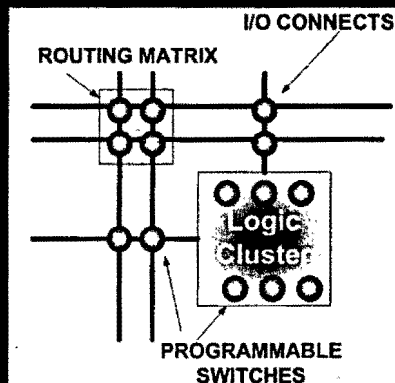 I/O CONNECTS
ROUTING MATRIX
Logic
Cluster
PROGRAMMABLE
SWITCHES